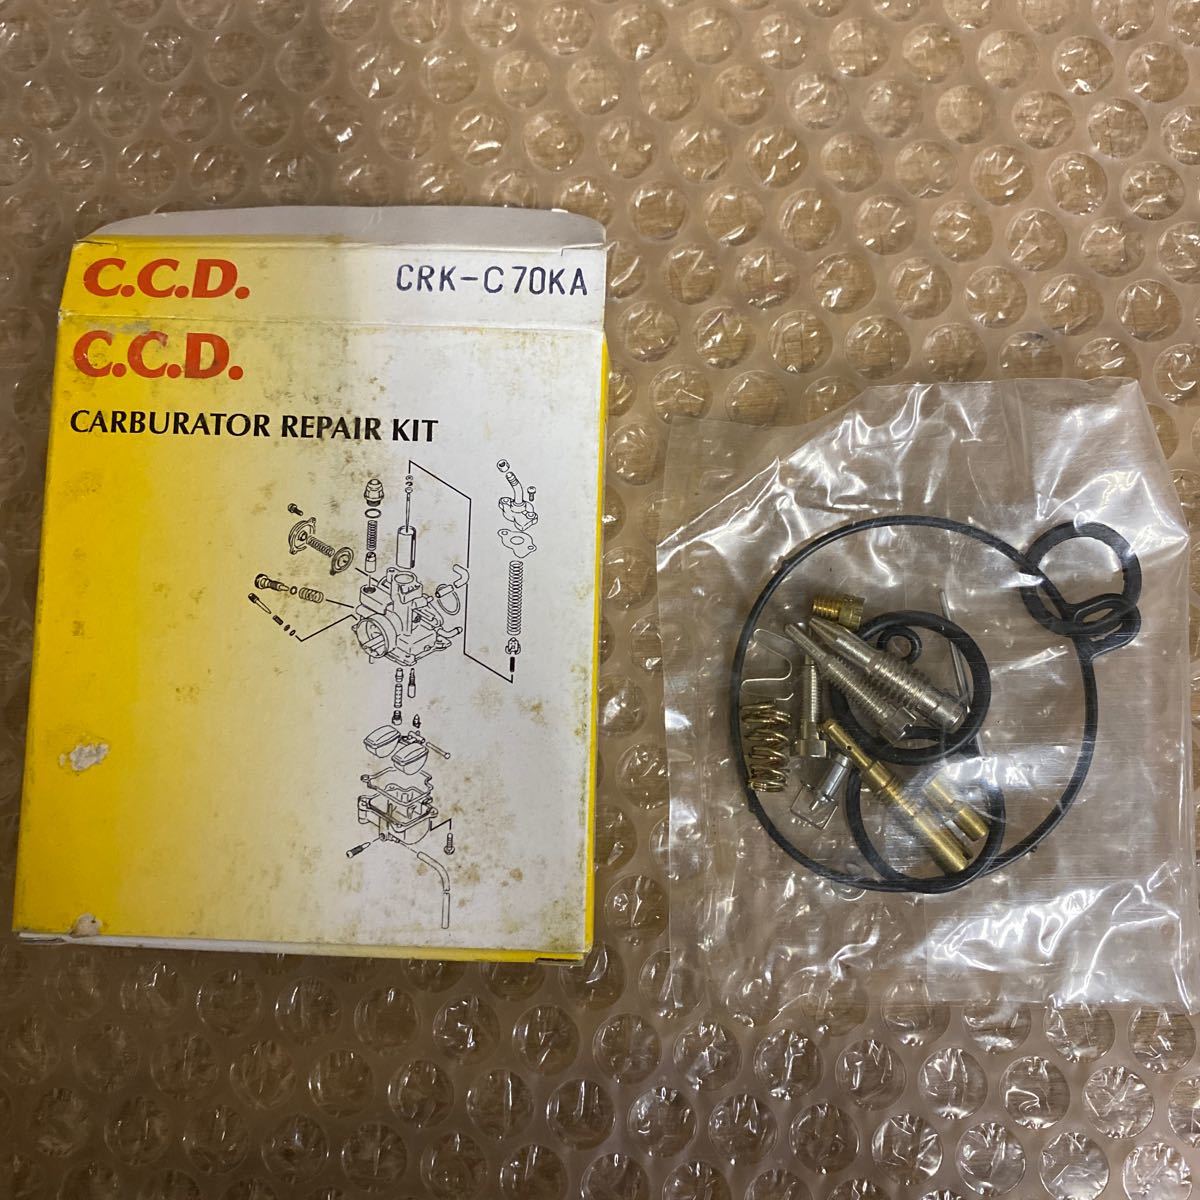 C.C.D. CRK-C70KA
C.C.D.
CARBURATOR REPAIR KIT